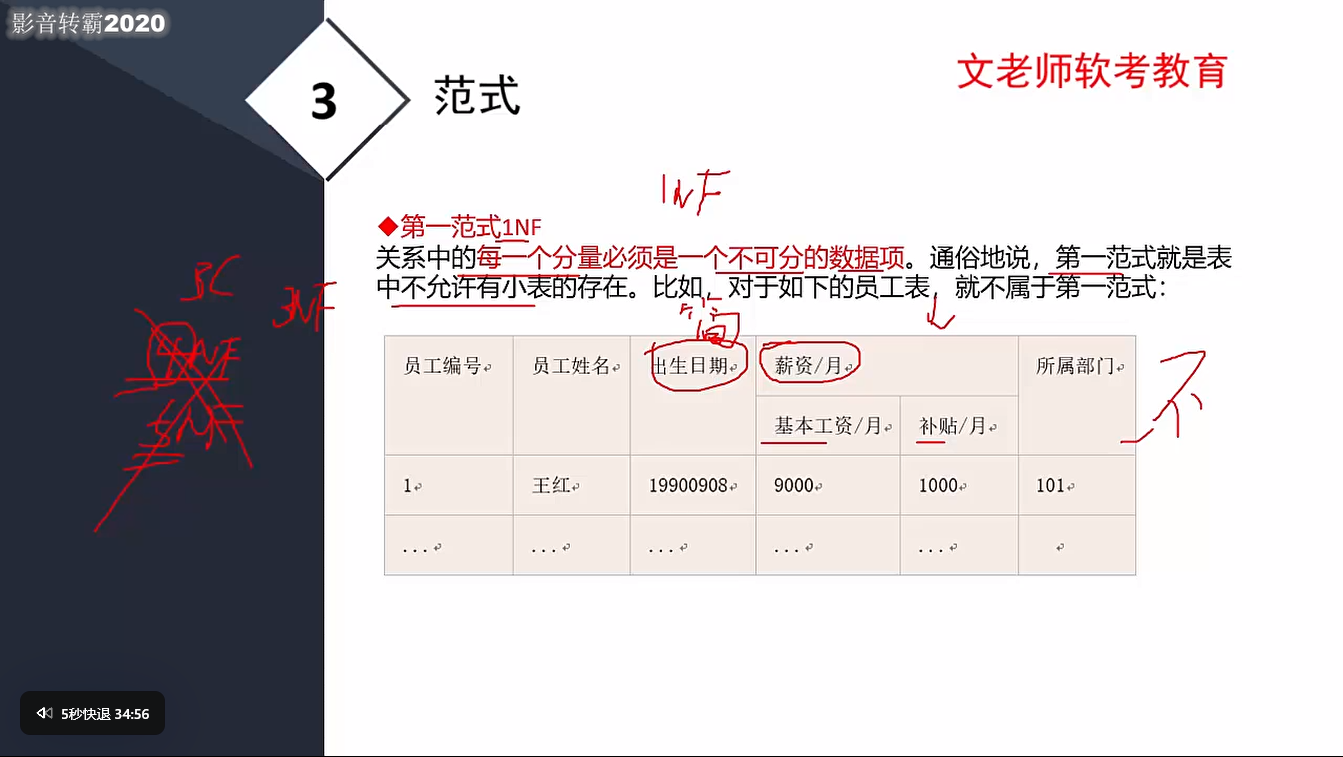 影音转霸2020
3
范式
文老师软考教育
1NF
◆第一范式1NF
关系中的每一个分量必须是一个不可分的数据项。通俗地说，第一范式就是表
中不允许有小表的存在。比如，对于如下的员工表，就不属于第一范式：
BC
3NF
4NF
5NF
员工编号 员工姓名 出生日期 薪资/月 所属部门
基本工资/月 补贴/月
不
1 王红 19900908 9000 1000 101
... ... ... ... ...
5秒快退 34:56